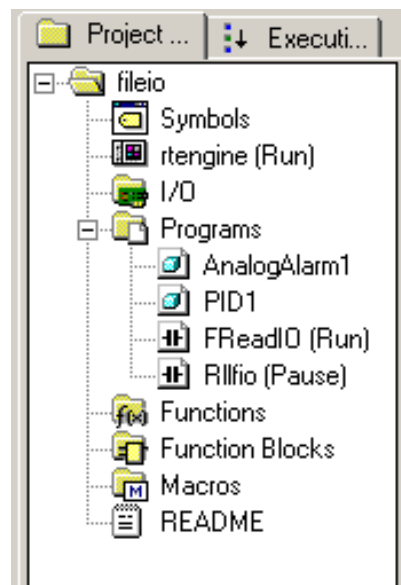 Project ... Executi...
fileio
Symbols
rtengine (Run)
I/O
Programs
AnalogAlarm1
PID1
FReadIO (Run)
Rllfio (Pause)
f(x) Functions
Function Blocks
M Macros
README